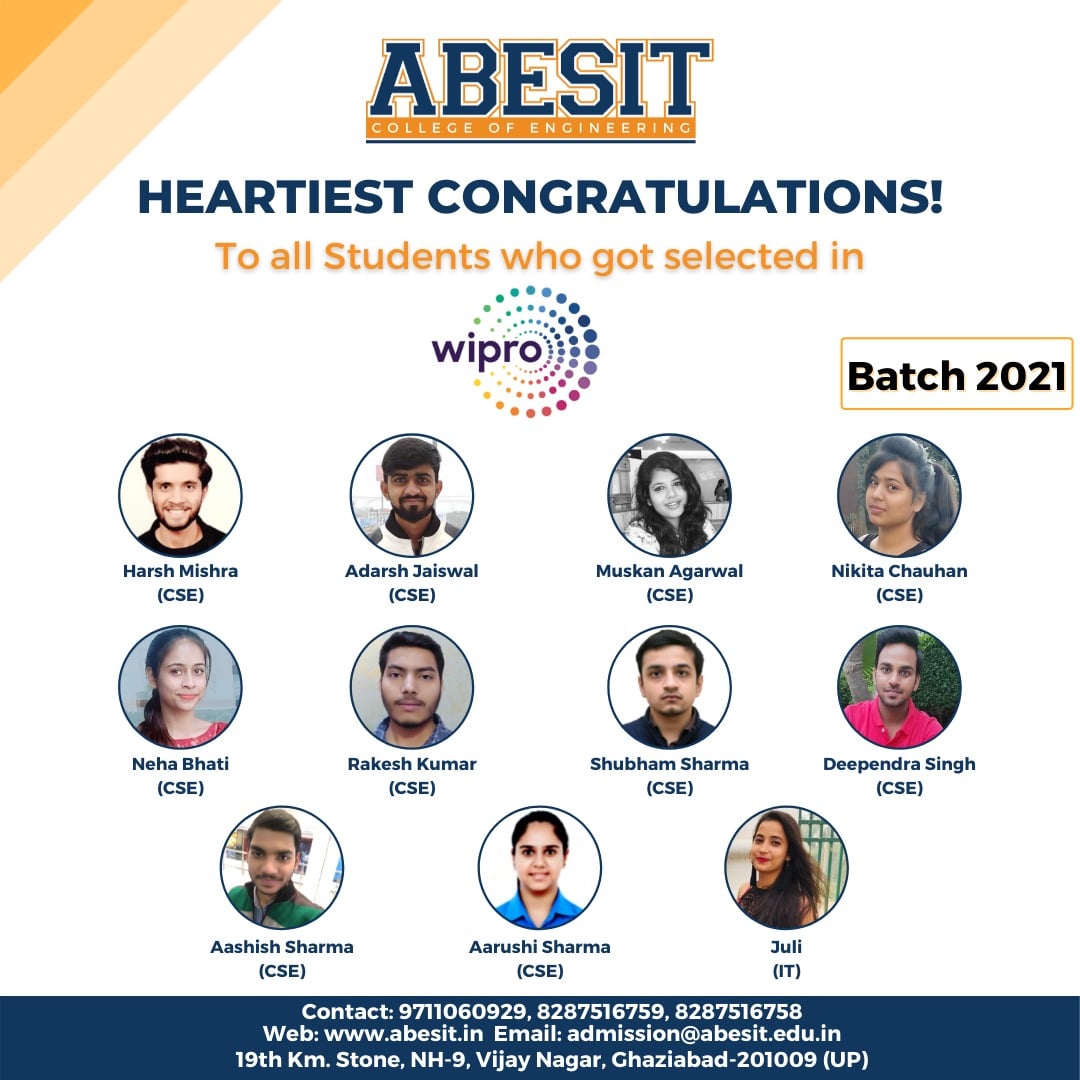 ABESIT
COLLEGE OF ENGINEERING
HEARTIEST CONGRATULATIONS!
To all Students who got selected in
wipro
Batch 2021
Harsh Mishra
(CSE)
Adarsh Jaiswal
(CSE)
Muskan Agarwal
(CSE)
Nikita Chauhan
(CSE)
Neha Bhati
(CSE)
Rakesh Kumar
(CSE)
Shubham Sharma
(CSE)
Deependra Singh
(CSE)
Aashish Sharma
(CSE)
Aarushi Sharma
(CSE)
Juli
(IT)
Contact: 9711060929, 8287516759, 8287516758
Web: www.abesit.in Email: admission@abesit.edu.in
19th Km. Stone, NH-9, Vijay Nagar, Ghaziabad-201009 (UP)